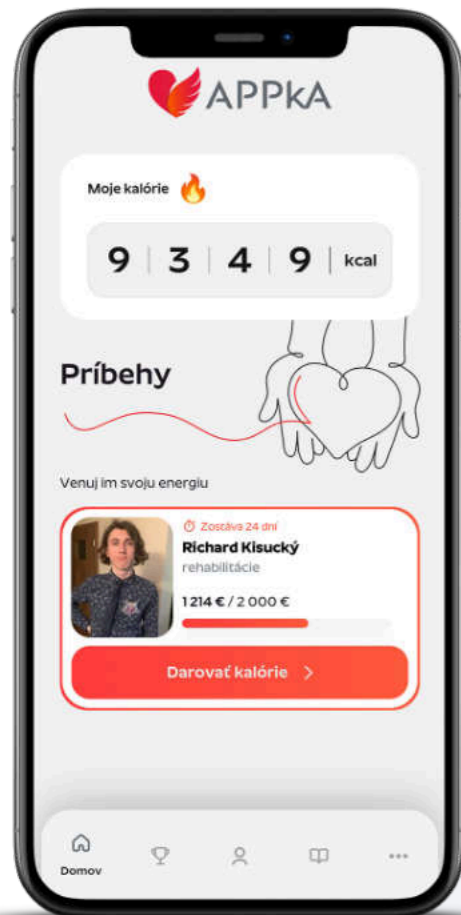 APPkA
Moje kalórie
9 3 4 9 kcal
Príbehy
Venuj im svoju energiu
Zostáva 24 dní
Richard Kisucký
rehabilitácie
1 214 € / 2 000 €
Darovať kalórie
Domov